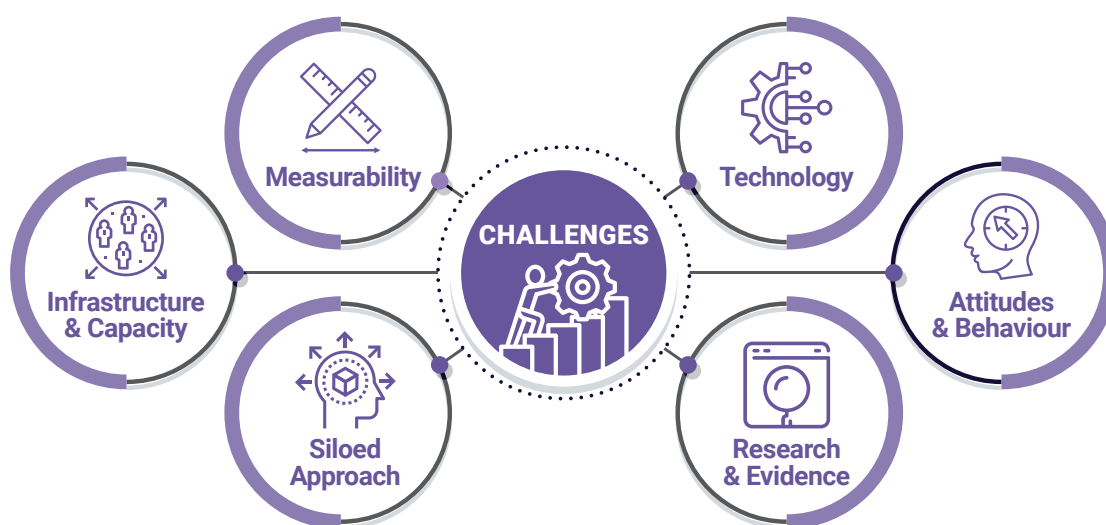 Measurability
Technology
CHALLENGES
Infrastructure
& Capacity
Attitudes
& Behaviour
Siloed
Approach
Research
& Evidence